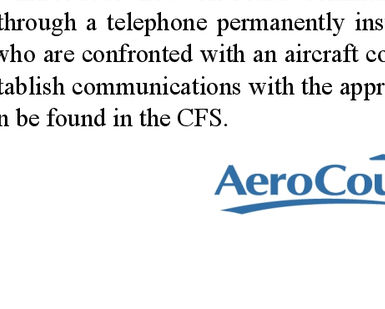 through a telephone permanently ins
who are confronted with an aircraft co
tablish communications with the appr
n be found in the CFS.
AeroCou